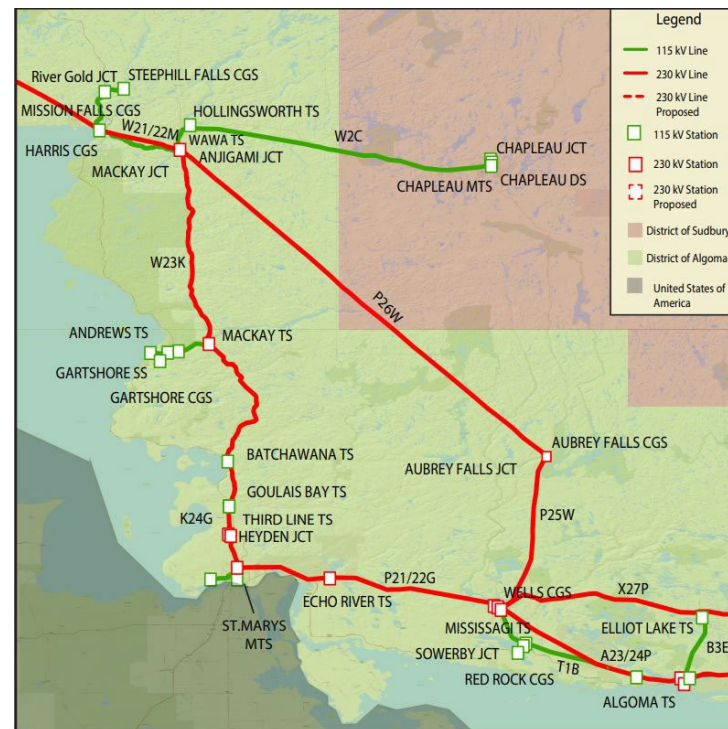 Legend
115 kV Line
230 kV Line
230 kV Line
Proposed
115 kV Station
230 kV Station
230 kV Station
Proposed
District of Sudbury
District of Algoma
United States of
America
River Gold JCT
STEEPHILL FALLS CGS
MISSION FALLS CGS
HOLLINGSWORTH TS
W21/22M
WAWA TS
HARRIS CGS
ANJIGAMI JCT
MACKAY JCT
W2C
CHAPLEAU JCT
CHAPLEAU MTS
CHAPLEAU DS
W23K
P26W
ANDREWS TS
MACKAY TS
GARTSHORE SS
GARTSHORE CGS
AUBREY FALLS CGS
BATCHAWANA TS
AUBREY FALLS JCT
GOULAIS BAY TS
K24G
THIRD LINE TS
P25W
HEYDEN JCT
P21/22G
WELLS CGS
X27P
ECHO RIVER TS
ST.MARYS
MTS
MISSISSAGI TS
ELLIOT LAKE TS
SOWERBY JCT
A23/24P
B3E
T1B
RED ROCK CGS
ALGOMA TS